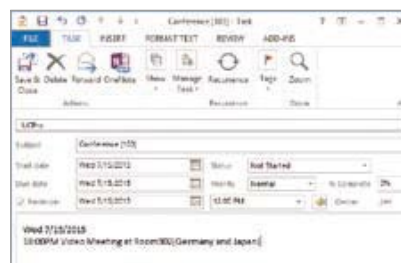 Conference [103] - Task
FILE TASK INSERT FORMAT TEXT REVIEW ADD-INS
Save & Delete Forward OneNote Show Manage Recurrence Tags Zoom
Close Task
Actions Recurrence Zoom
Subject Conference [103]
Start date Wed 7/15/2015 Status Not Started
Due date Wed 7/15/2015 Priority Normal % Complete
Reminder Wed 7/15/2015 12:00 PM Owner
Wed 7/15/2015
10:00PM Video Meeting at Room302(Germany and Japan)